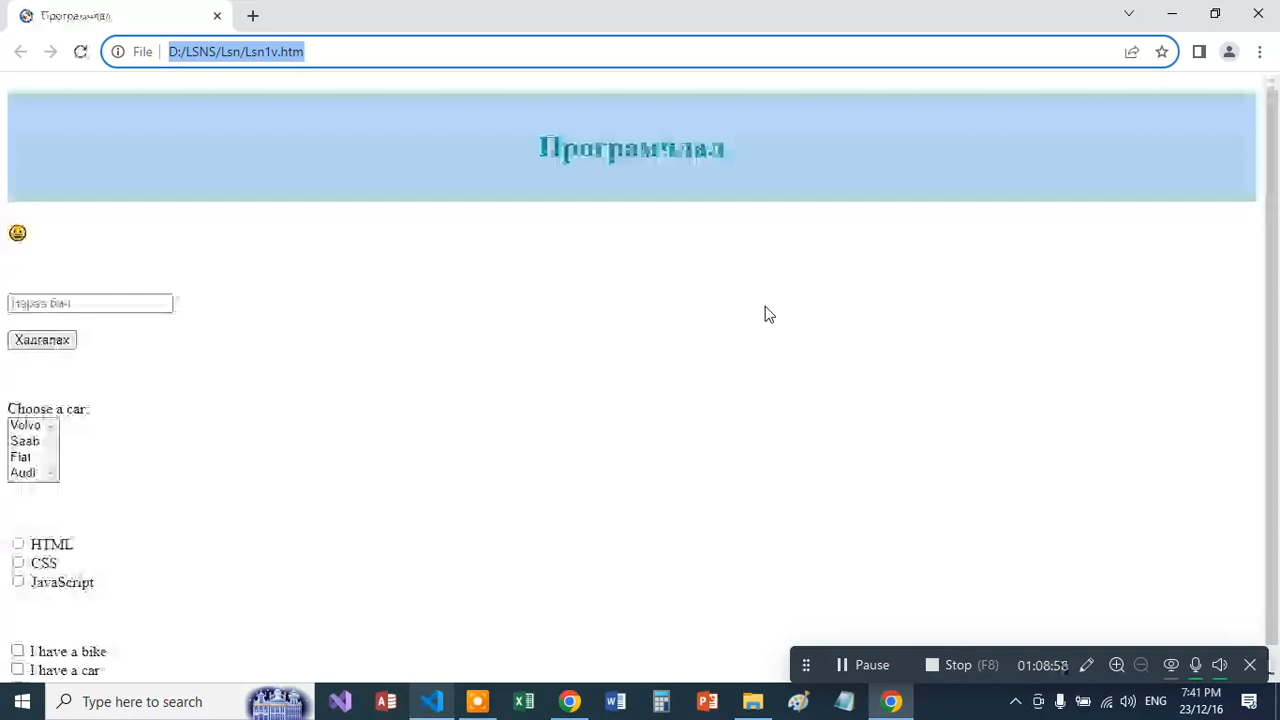 Програмчлал
File
D:/LSNS/Lsn/Lsn1v.htm
Програмчлал
Хадгалах
Choose a car:
Volvo
Saab
Fiat
Audi
HTML
CSS
JavaScript
I have a bike
I have a car
Pause
Stop (F8)
01:08:58
Type here to search
ENG
7:41 PM
23/12/16